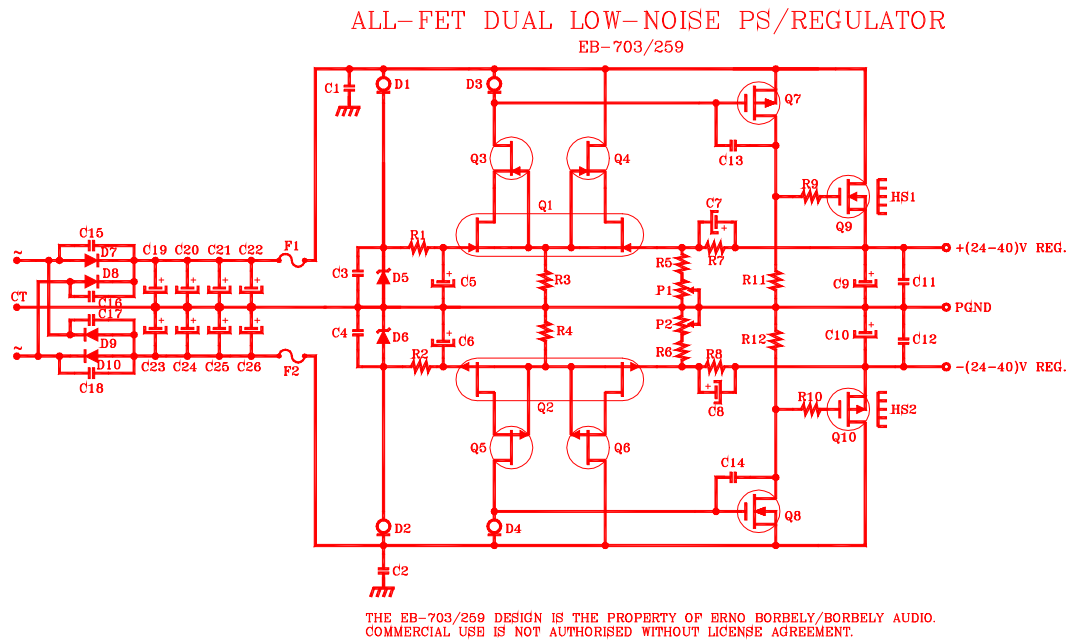 ALL-FET DUAL LOW-NOISE PS/REGULATOR
EB-703/259
C1
D1
D3
Q7
C13
Q3
Q4
Q1
C7
R9
HS1
Q9
~
C15
D7
D8
C16
C19
C20
C21
C22
F1
R1
R5
R7
+(24-40)V REG.
C3
D5
C5
R3
P1
R11
C9
C11
CT
PGND
C17
D9
D10
C18
C4
D6
C6
R4
P2
R12
C10
C12
~
C23
C24
C25
C26
F2
R2
R6
R8
-(24-40)V REG.
Q2
C8
R10
HS2
Q10
Q5
Q6
C14
Q8
D2
D4
C2
THE EB-703/259 DESIGN IS THE PROPERTY OF ERNO BORBELY/BORBELY AUDIO.
COMMERCIAL USE IS NOT AUTHORISED WITHOUT LICENSE AGREEMENT.